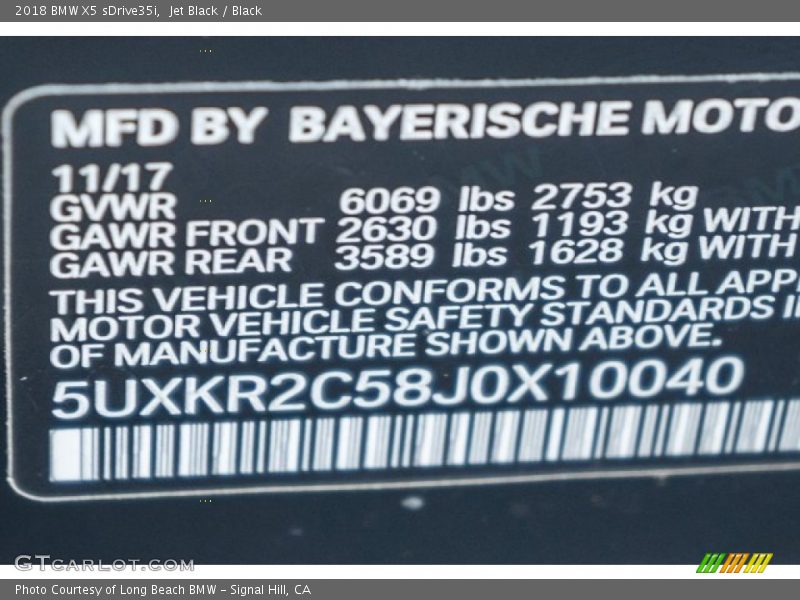 2018 BMW X5 sDrive35i,  Jet Black / Black
MFD BY BAYERISCHE MOTO
11/17
GVWR 6069 lbs 2753 kg
GAWR FRONT 2630 lbs 1193 kg WITH
GAWR REAR 3589 lbs 1628 kg WITH
THIS VEHICLE CONFORMS TO ALL APPL
MOTOR VEHICLE SAFETY STANDARDS I
OF MANUFACTURE SHOWN ABOVE.
5UXKR2C58J0X10040
GTCARLOT.COM
Photo Courtesy of Long Beach BMW - Signal Hill, CA